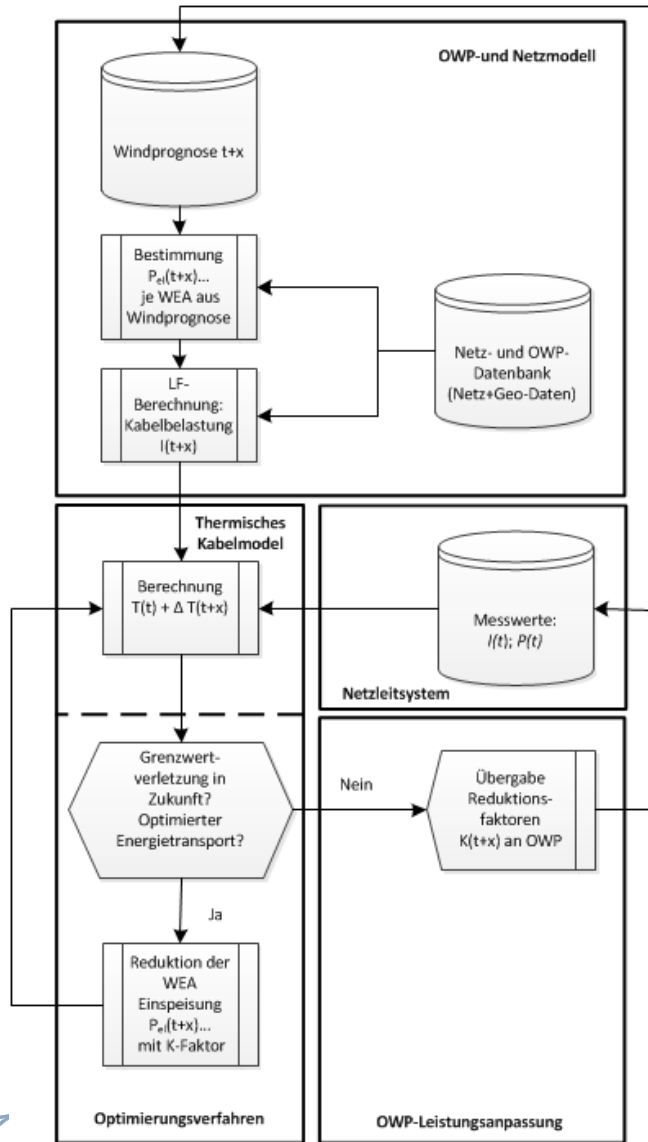 OWP-und Netzmodell
Windprognose t+x
Bestimmung
Pel(t+x)...
je WEA aus
Windprognose
Netz- und OWP-
Datenbank
(Netz+Geo-Daten)
LF-
Berechnung:
Kabelbelastung
I(t+x)
Thermisches
Kabelmodel
Berechnung
T(t) + Δ T(t+x)
Messwerte:
I(t); P(t)
Netzleitsystem
Grenzwert-
verletzung in
Zukunft?
Optimierter
Energietransport?
Nein
Übergabe
Reduktions-
faktoren
K(t+x) an OWP
Ja
Reduktion der
WEA
Einspeisung
Pel(t+x)...
mit K-Faktor
Optimierungsverfahren
OWP-Leistungsanpassung